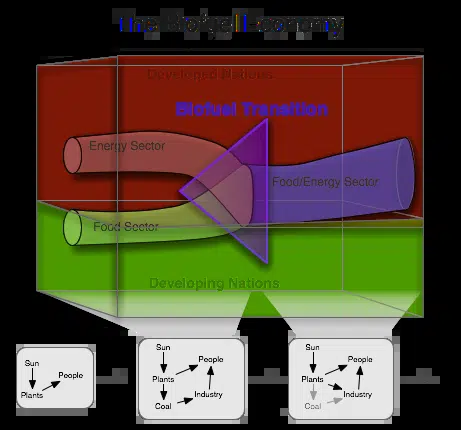 The Biofuel Economy
Developed Nations
Biofuel Transition
Energy Sector
Food/Energy Sector
Food Sector
Developing Nations
Sun
People
Plants
Sun
People
Plants
Industry
Coal
Sun
People
Plants
Industry
Coal